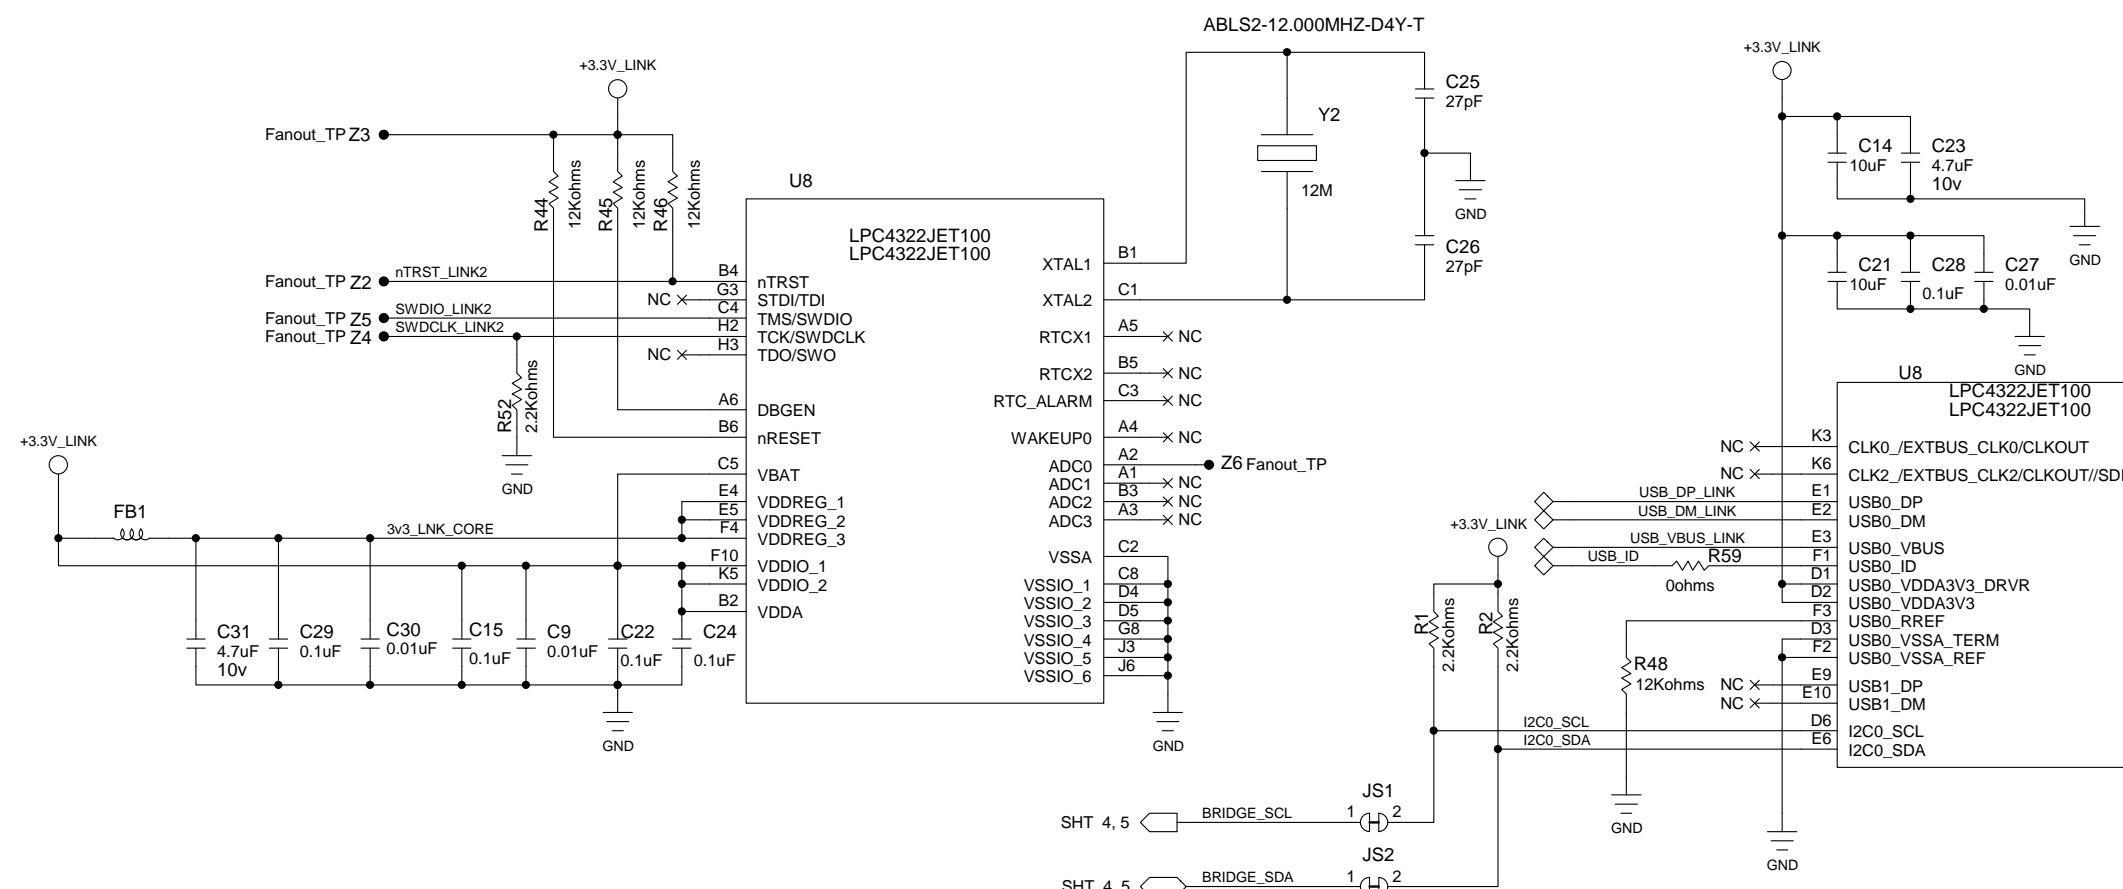 ABLS2-12.000MHZ-D4Y-T
+3.3V_LINK
Fanout_TP Z3
R44
12Kohms
R45
12Kohms
R46
12Kohms
Fanout_TP Z2
nTRST_LINK2
NC
Fanout_TP Z5
SWDIO_LINK2
Fanout_TP Z4
SWDCLK_LINK2
NC
R52
2.2Kohms
GND
U8
LPC4322JET100
LPC4322JET100
B4 nTRST
G3 STDI/TDI
C4 TMS/SWDIO
H2 TCK/SWDCLK
H3 TDO/SWO
A6 DBGEN
B6 nRESET
C5 VBAT
E4 VDDREG_1
E5 VDDREG_2
F4 VDDREG_3
F10 VDDIO_1
K5 VDDIO_2
B2 VDDA
XTAL1 B1
XTAL2 C1
RTCX1 A5 NC
RTCX2 B5 NC
RTC_ALARM C3 NC
WAKEUP0 A4 NC
ADC0 A2 Z6 Fanout_TP
ADC1 A1 NC
ADC2 B3 NC
ADC3 A3 NC
VSSA C2
VSSIO_1 C8
VSSIO_2 D4
VSSIO_3 D5
VSSIO_4 G8
VSSIO_5 J3
VSSIO_6 J6
GND
+3.3V_LINK
FB1
3v3_LNK_CORE
C31
4.7uF
10v
C29
0.1uF
C30
0.01uF
C15
0.1uF
C9
0.01uF
C22
0.1uF
C24
0.1uF
GND
Y2
12M
C25
27pF
GND
C26
27pF
+3.3V_LINK
C14
10uF
C23
4.7uF
10v
GND
C21
10uF
C28
0.1uF
C27
0.01uF
GND
U8
LPC4322JET100
LPC4322JET100
NC K3 CLK0_/EXTBUS_CLK0/CLKOUT
NC K6 CLK2_/EXTBUS_CLK2/CLKOUT//SD
USB_DP_LINK E1 USB0_DP
USB_DM_LINK E2 USB0_DM
USB_VBUS_LINK E3 USB0_VBUS
USB_ID R59 F1 USB0_ID
0ohms
D1 USB0_VDDA3V3_DRVR
D2 USB0_VDDA3V3
F3 USB0_RREF
D3 USB0_VSSA_TERM
F2 USB0_VSSA_REF
NC E9 USB1_DP
NC E10 USB1_DM
I2C0_SCL D6 I2C0_SCL
I2C0_SDA E6 I2C0_SDA
+3.3V_LINK
R1
2.2Kohms
R2
2.2Kohms
R48
12Kohms
GND
GND
SHT 4, 5 BRIDGE_SCL 1 JS1 2
SHT 4, 5 BRIDGE_SDA 1 JS2 2